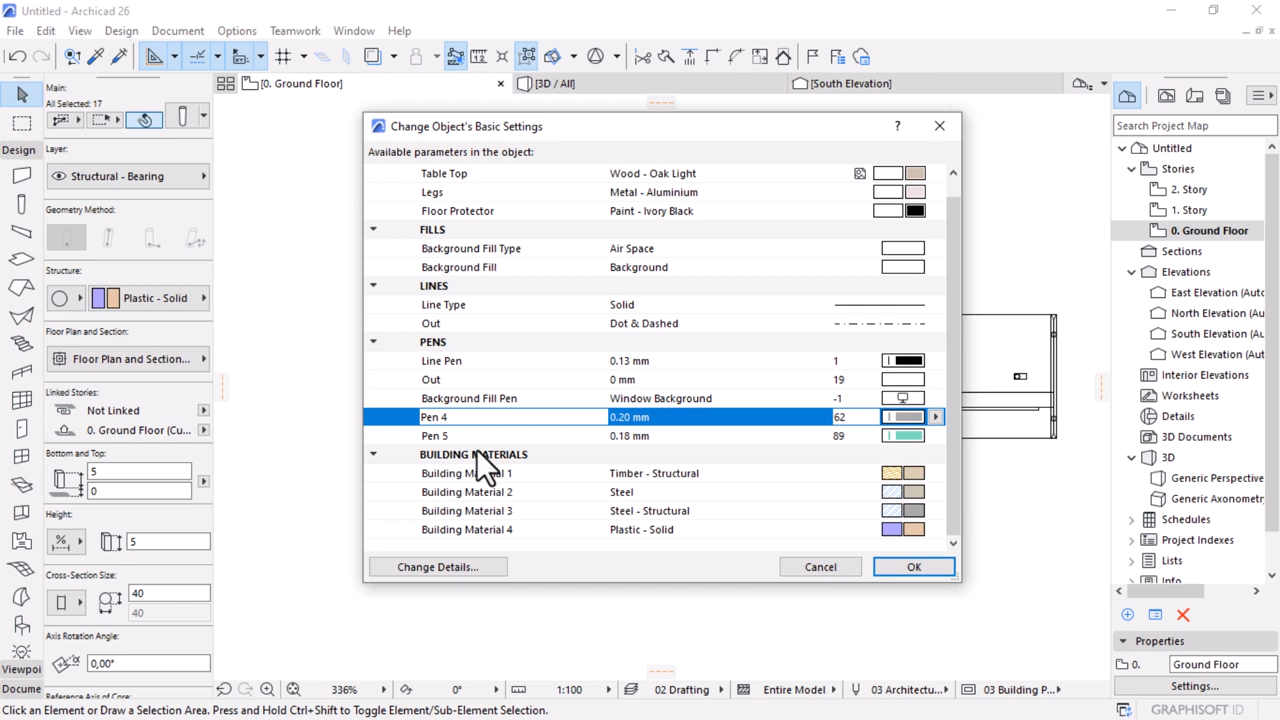 Untitled - Archicad 26
File Edit View Design Document Options Teamwork Window Help
[0. Ground Floor]
[3D / All]
[South Elevation]
Main:
All Selected: 17
Design
Layer:
Structural - Bearing
Geometry Method:
Structure:
Plastic - Solid
Floor Plan and Section:
Floor Plan and Section...
Linked Stories:
Not Linked
0. Ground Floor (Cu...
Bottom and Top:
5
0
Height:
5
Cross-Section Size:
40
40
Axis Rotation Angle:
0,00°
Reference Axis of Core:
Viewpoi
Docume
Change Object's Basic Settings
Available parameters in the object:
Table Top Wood - Oak Light
Legs Metal - Aluminium
Floor Protector Paint - Ivory Black
FILLS
Background Fill Type Air Space
Background Fill Background
LINES
Line Type Solid
Out Dot & Dashed
PENS
Line Pen 0.13 mm 1
Out 0 mm 19
Background Fill Pen Window Background -1
Pen 4 0.20 mm 62
Pen 5 0.18 mm 89
BUILDING MATERIALS
Building Material 1 Timber - Structural
Building Material 2 Steel
Building Material 3 Steel - Structural
Building Material 4 Plastic - Solid
Change Details...
Cancel
OK
Search Project Map
Untitled
Stories
2. Story
1. Story
0. Ground Floor
Sections
Elevations
East Elevation (Auto
North Elevation (Au
South Elevation (Au
West Elevation (Aut
Interior Elevations
Worksheets
Details
3D Documents
3D
Generic Perspective
Generic Axonometry
Schedules
Project Indexes
Lists
Info
Properties
0. Ground Floor
Settings...
336% 0° 1:100 02 Drafting Entire Model 03 Architectu... 03 Building P...
Click an Element or Draw a Selection Area. Press and Hold Ctrl+Shift to Toggle Element/Sub-Element Selection.
GRAPHISOFT ID